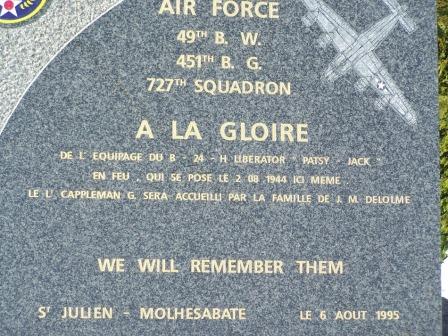 AIR FORCE
49TH B. W.
451TH B. G.
727TH SQUADRON
A LA GLOIRE
DE L' EQUIPAGE DU B - 24 - H LIBERATOR " PATSY - JACK "
EN FEU , QUI SE POSE LE 2 08 1944 ICI MEME .
LE Lt. CAPPLEMAN G. SERA ACCUEILLI PAR LA FAMILLE DE J. M. DELOLME
WE WILL REMEMBER THEM
ST JULIEN - MOLHESABATE LE 6 AOUT 1995